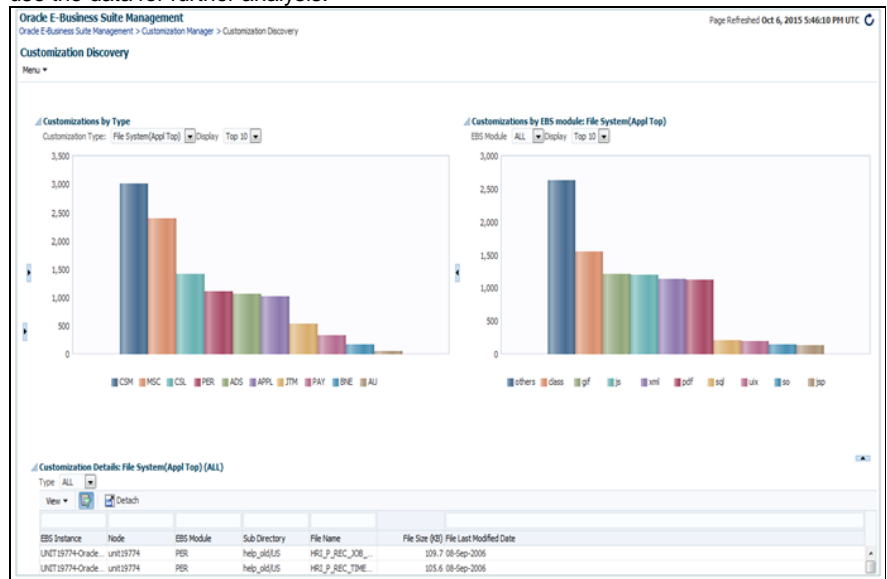 use the data for further analysis.
Oracle E-Business Suite Management
Page Refreshed Oct 6, 2015 5:46:10 PM UTC
Oracle E-Business Suite Management > Customization Manager > Customization Discovery
Customization Discovery
Menu
Customizations by Type
Customization Type: File System(Appl Top) Display Top 10
3,500
3,000
2,500
2,000
1,500
1,000
500
0
CSM MSC CSL PER ADS APPL JTM PAY BNE AU
Customizations by EBS module: File System(Appl Top)
EBS Module ALL Display Top 10
3,000
2,500
2,000
1,500
1,000
500
0
others class gif js xml pdf sql uix so jsp
Customization Details: File System(Appl Top) (ALL)
Type ALL
View Detach
EBS Instance Node EBS Module Sub Directory File Name File Size (KB) File Last Modified Date
UNIT19774-Oracle... unit19774 PER help_old/US HRI_P_REC_JOB_... 109.7 08-Sep-2006
UNIT19774-Oracle... unit19774 PER help_old/US HRI_P_REC_TIME... 105.6 08-Sep-2006